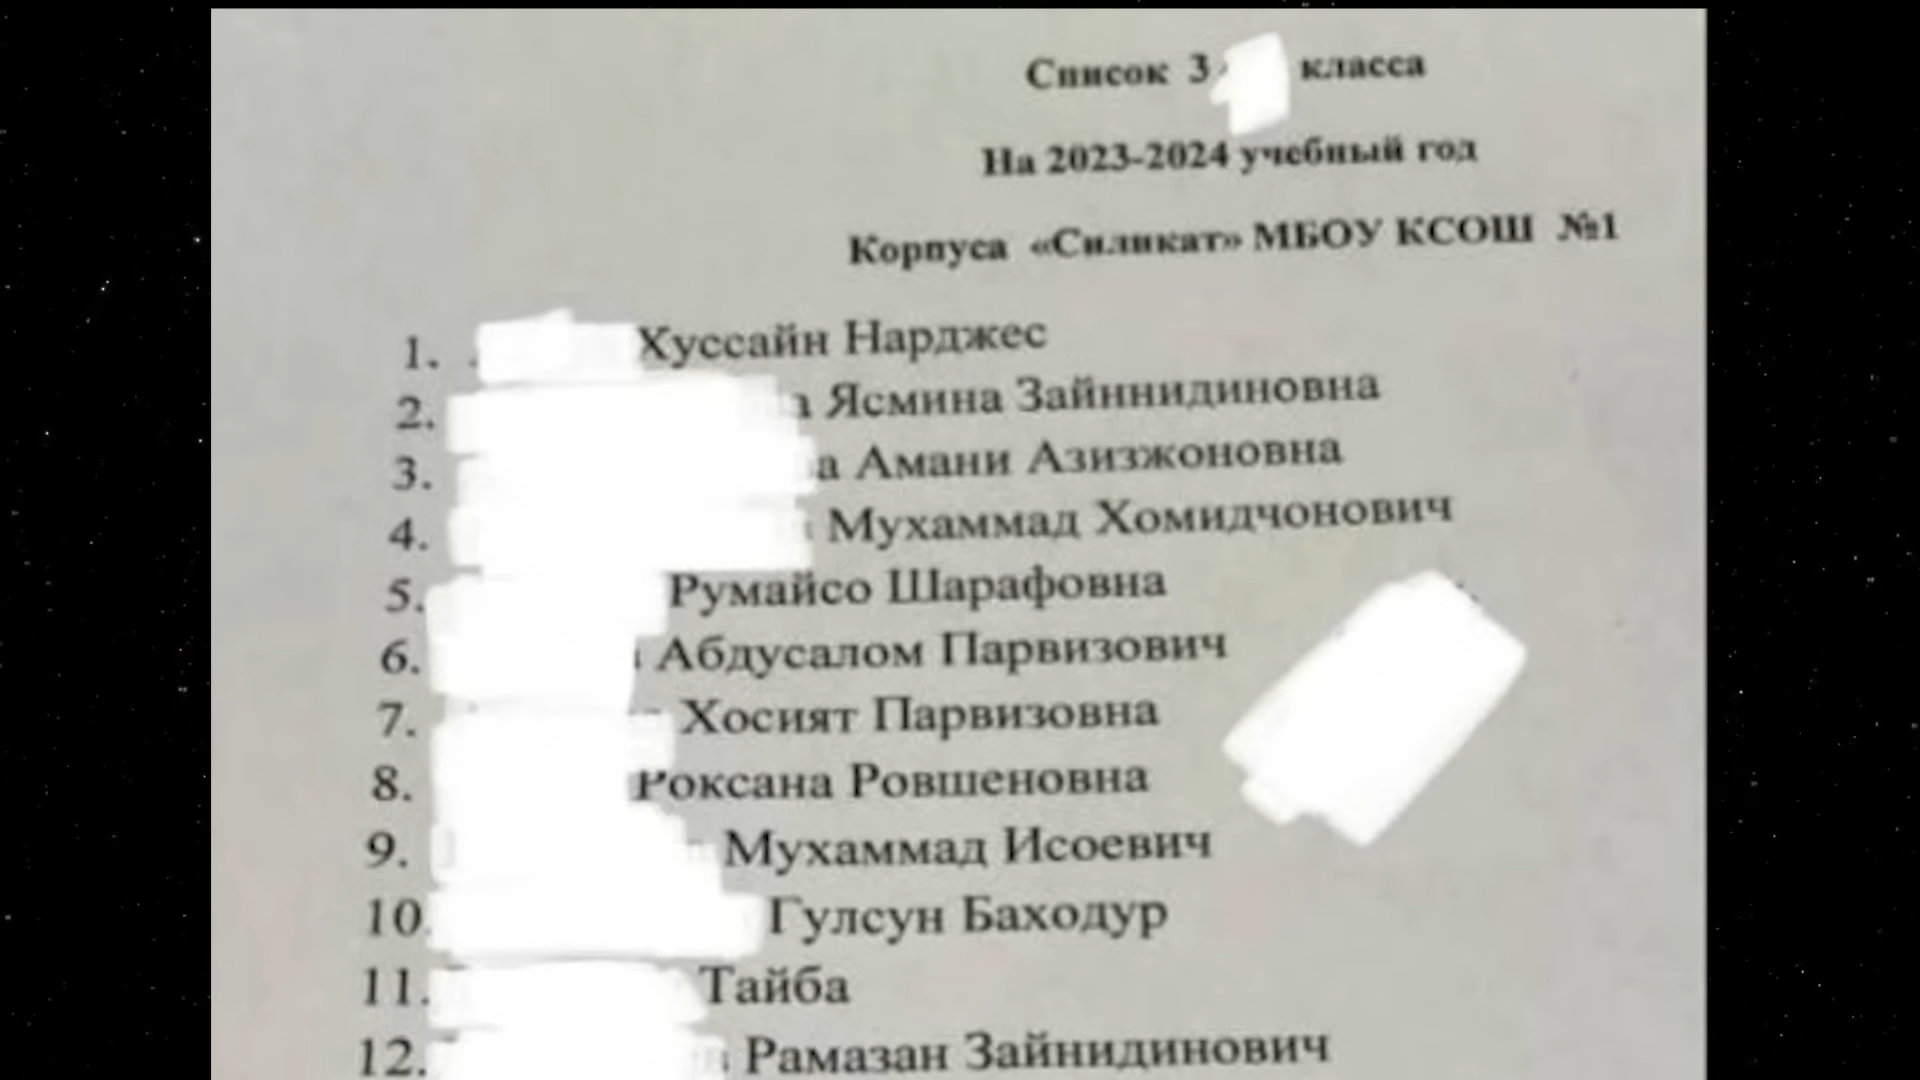 Список 3 класса
На 2023-2024 учебный год
Корпуса «Силикат» МБОУ КСОШ №1
1. Хуссайн Нарджес
2. а Ясмина Зайннидиновна
3. ва Амани Азизжоновна
4. Мухаммад Хомидчонович
5. Румайсо Шарафовна
6. Абдусалом Парвизович
7. Хосият Парвизовна
8. Роксана Ровшеновна
9. Мухаммад Исоевич
10. Гулсун Баходур
11. Тайба
12. Рамазан Зайнидинович